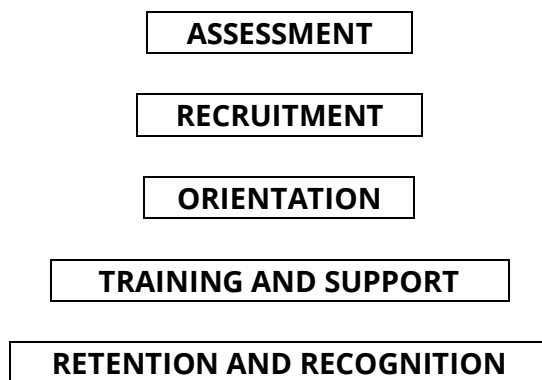 ASSESSMENT
RECRUITMENT
ORIENTATION
TRAINING AND SUPPORT
RETENTION AND RECOGNITION